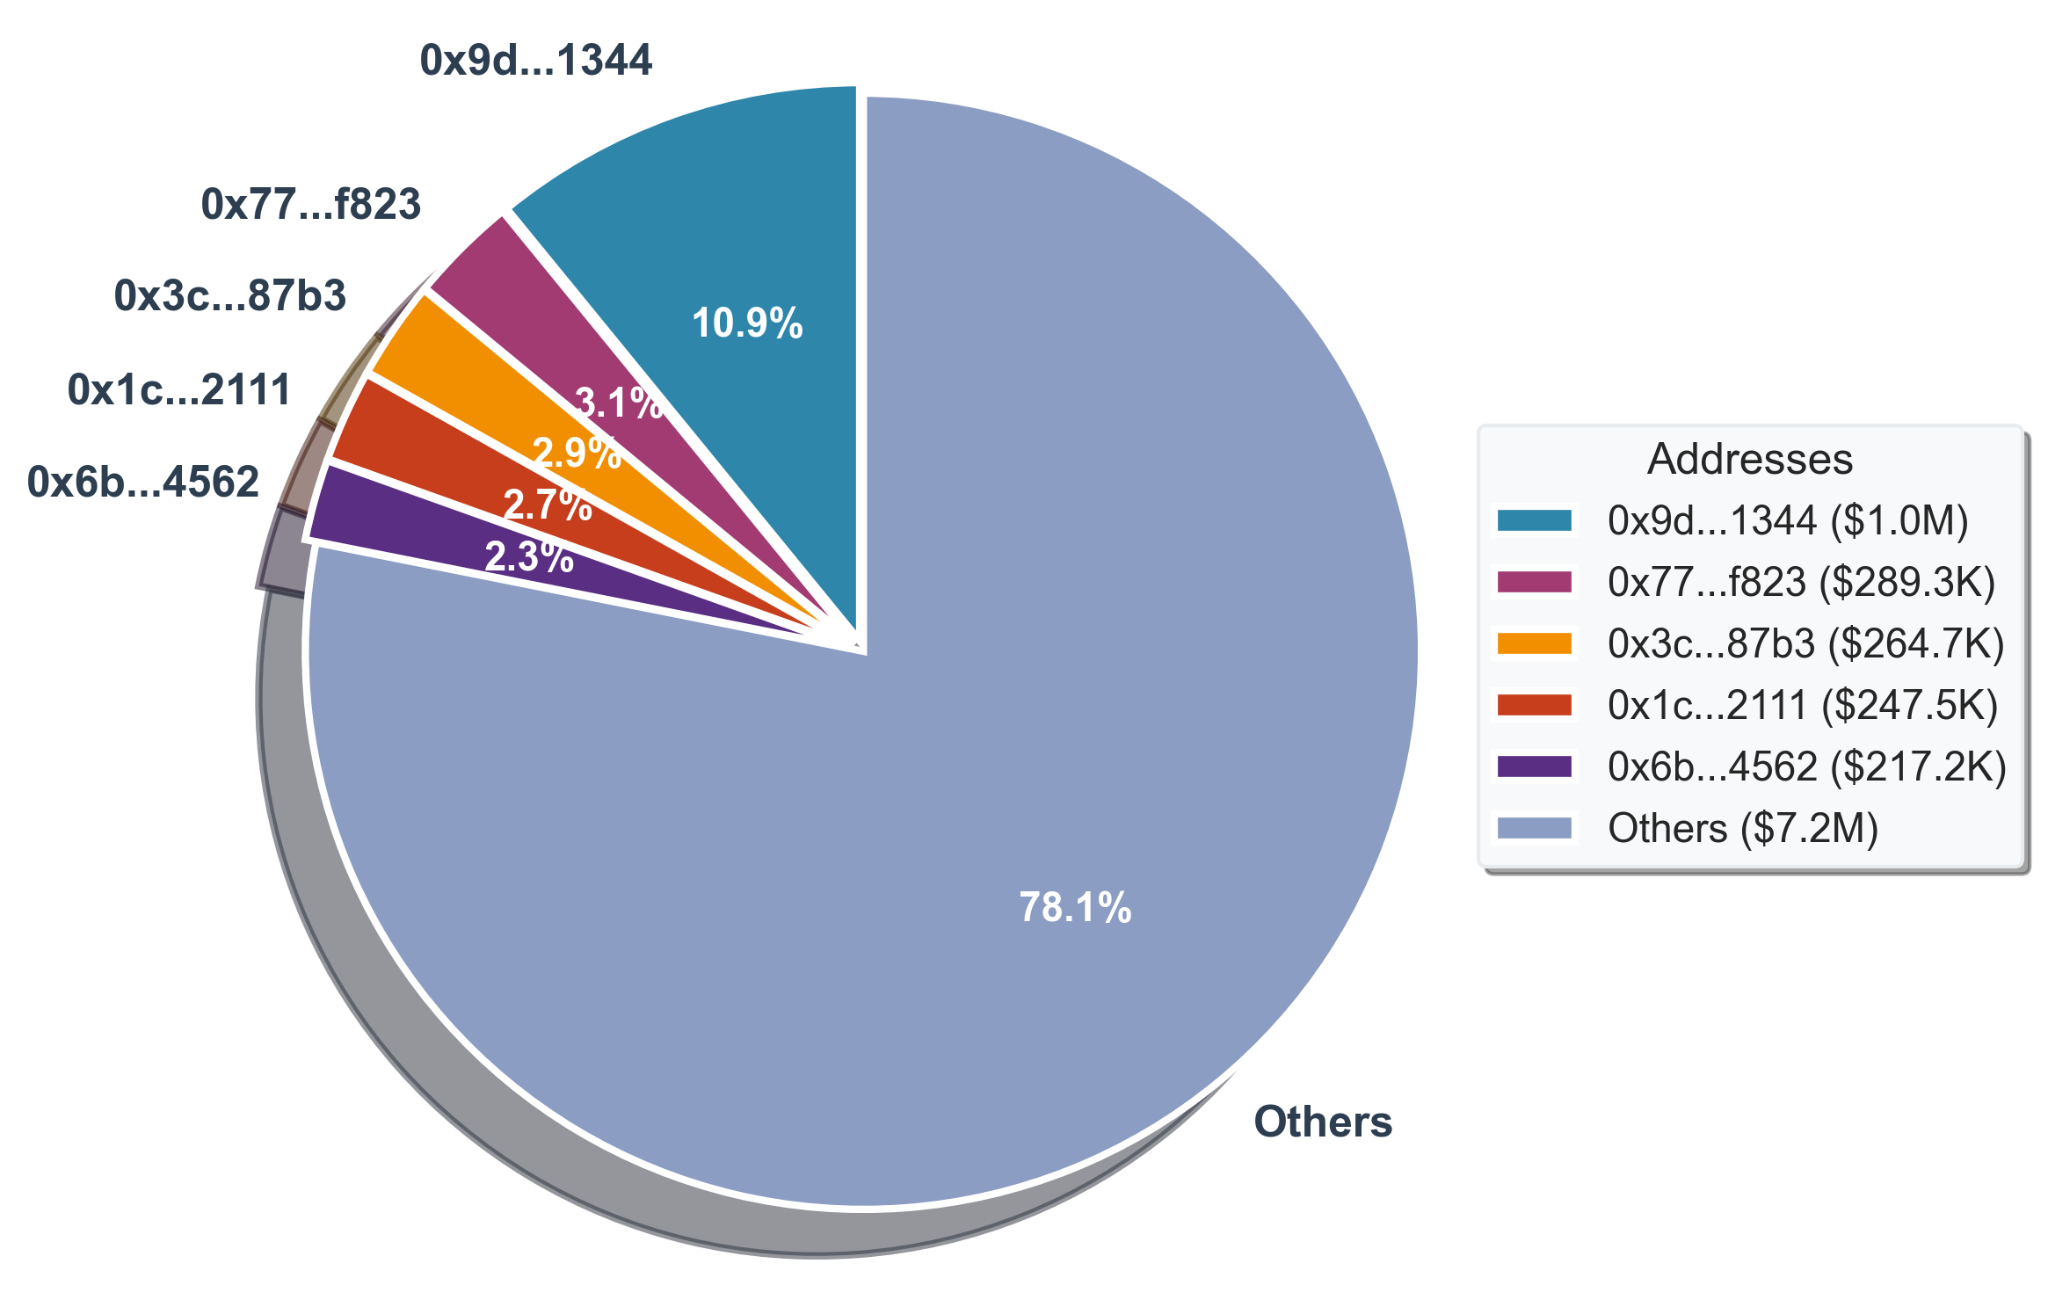 0x9d...1344
0x77...f823
0x3c...87b3
0x1c...2111
0x6b...4562
10.9%
3.1%
2.9%
2.7%
2.3%
78.1%
Others
Addresses
0x9d...1344 ($1.0M)
0x77...f823 ($289.3K)
0x3c...87b3 ($264.7K)
0x1c...2111 ($247.5K)
0x6b...4562 ($217.2K)
Others ($7.2M)